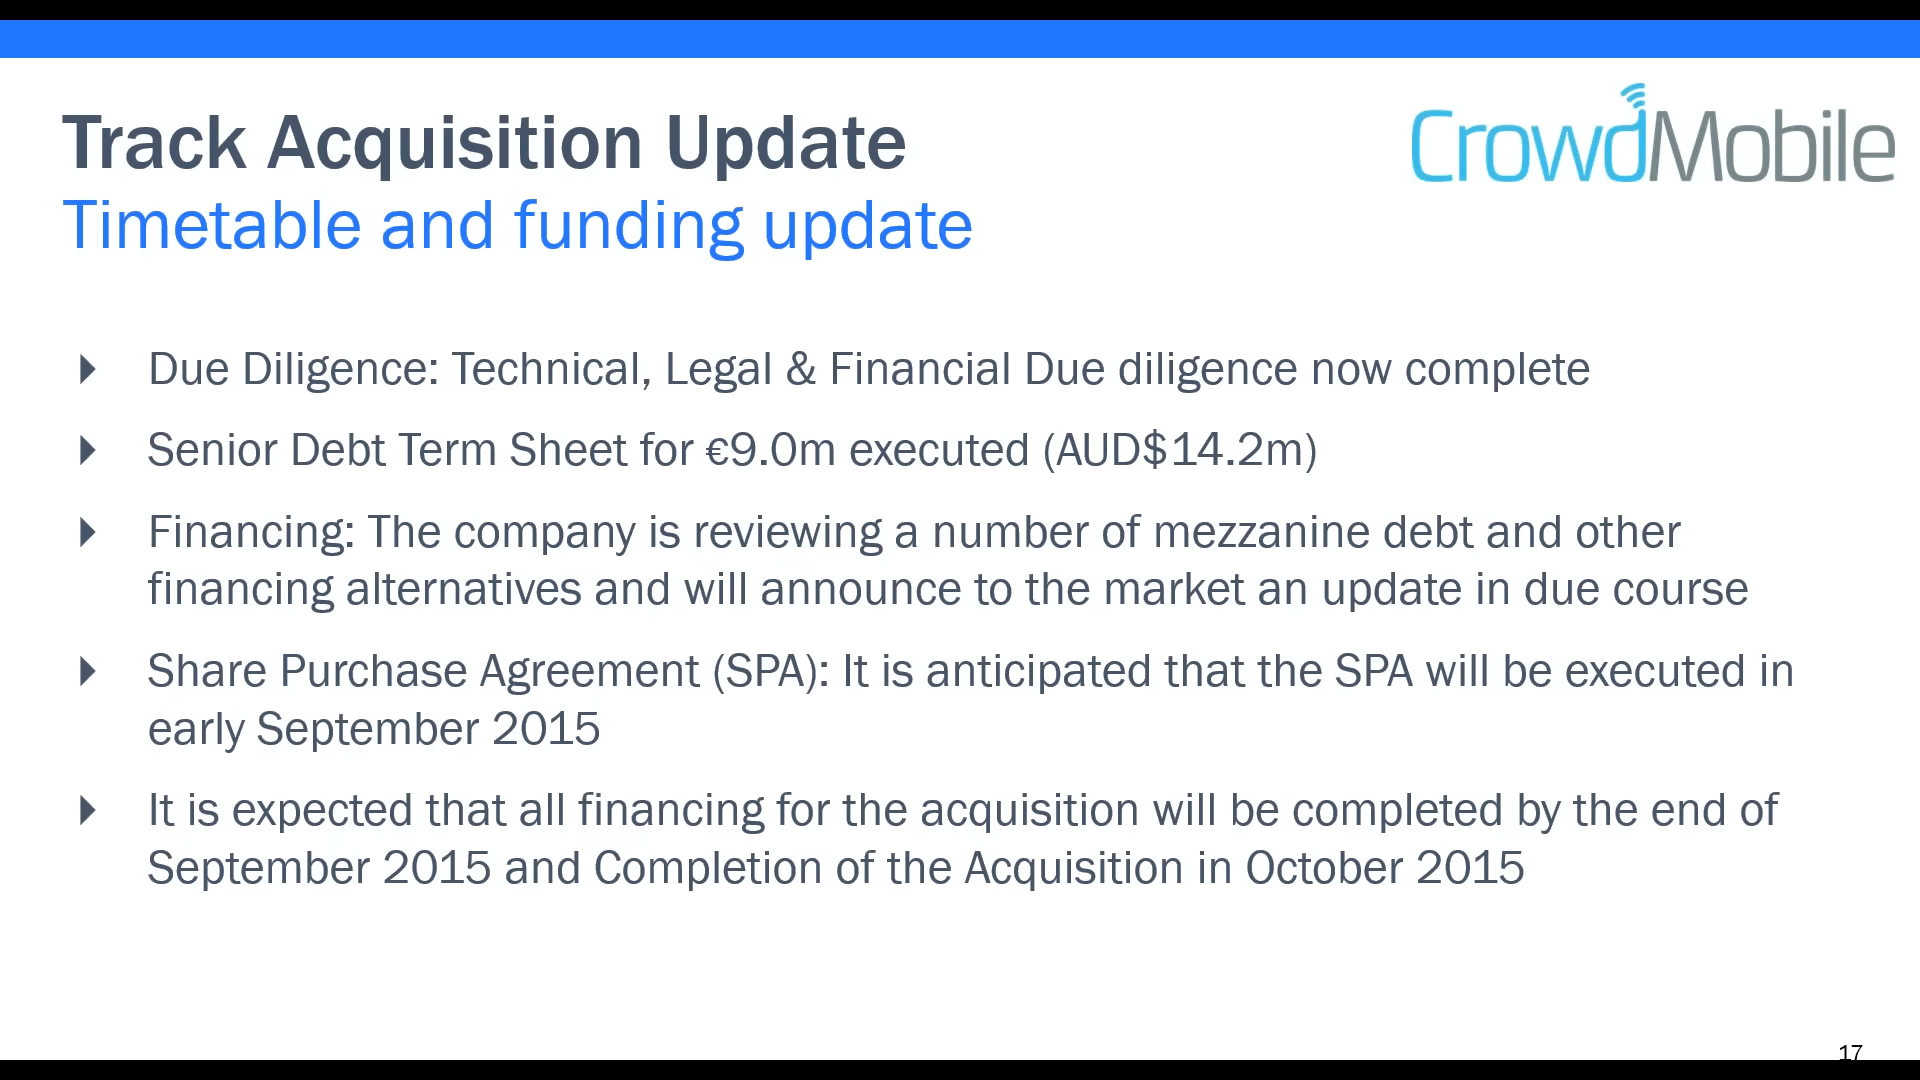 Track Acquisition Update
CrowdMobile
Timetable and funding update
Due Diligence: Technical, Legal & Financial Due diligence now complete
Senior Debt Term Sheet for €9.0m executed (AUD$14.2m)
Financing: The company is reviewing a number of mezzanine debt and other
financing alternatives and will announce to the market an update in due course
Share Purchase Agreement (SPA): It is anticipated that the SPA will be executed in
early September 2015
It is expected that all financing for the acquisition will be completed by the end of
September 2015 and Completion of the Acquisition in October 2015
17